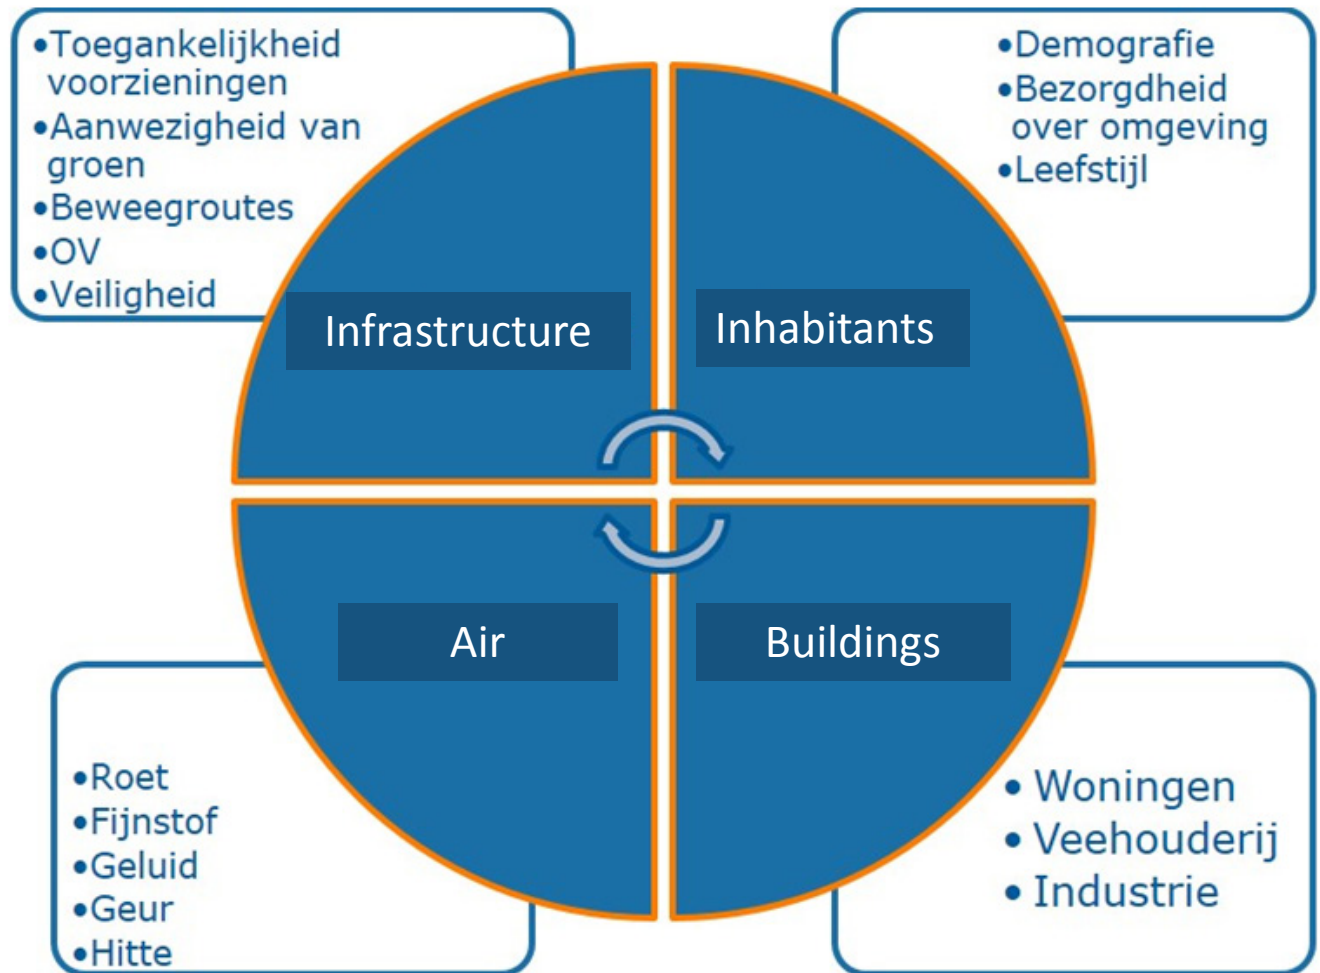 •Toegankelijkheid
voorzieningen
•Aanwezigheid van
groen
•Beweegroutes
•OV
•Veiligheid
•Demografie
•Bezorgdheid
over omgeving
•Leefstijl
Infrastructure
Inhabitants
Air
Buildings
•Roet
•Fijnstof
•Geluid
•Geur
•Hitte
• Woningen
• Veehouderij
• Industrie